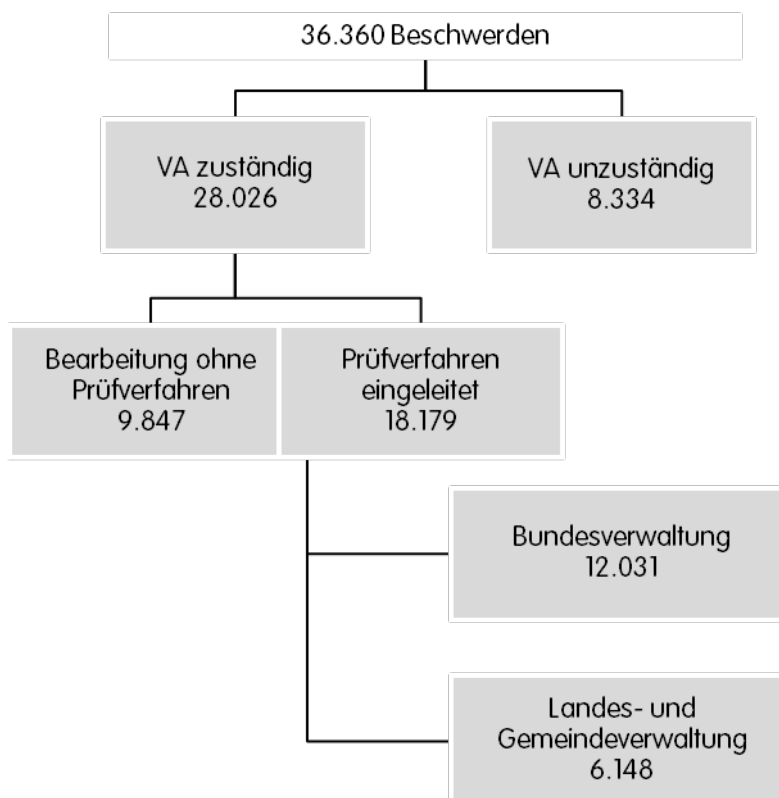 36.360 Beschwerden
VA zuständig
28.026
VA unzuständig
8.334
Bearbeitung ohne
Prüfverfahren
9.847
Prüfverfahren
eingeleitet
18.179
Bundesverwaltung
12.031
Landes- und
Gemeindeverwaltung
6.148